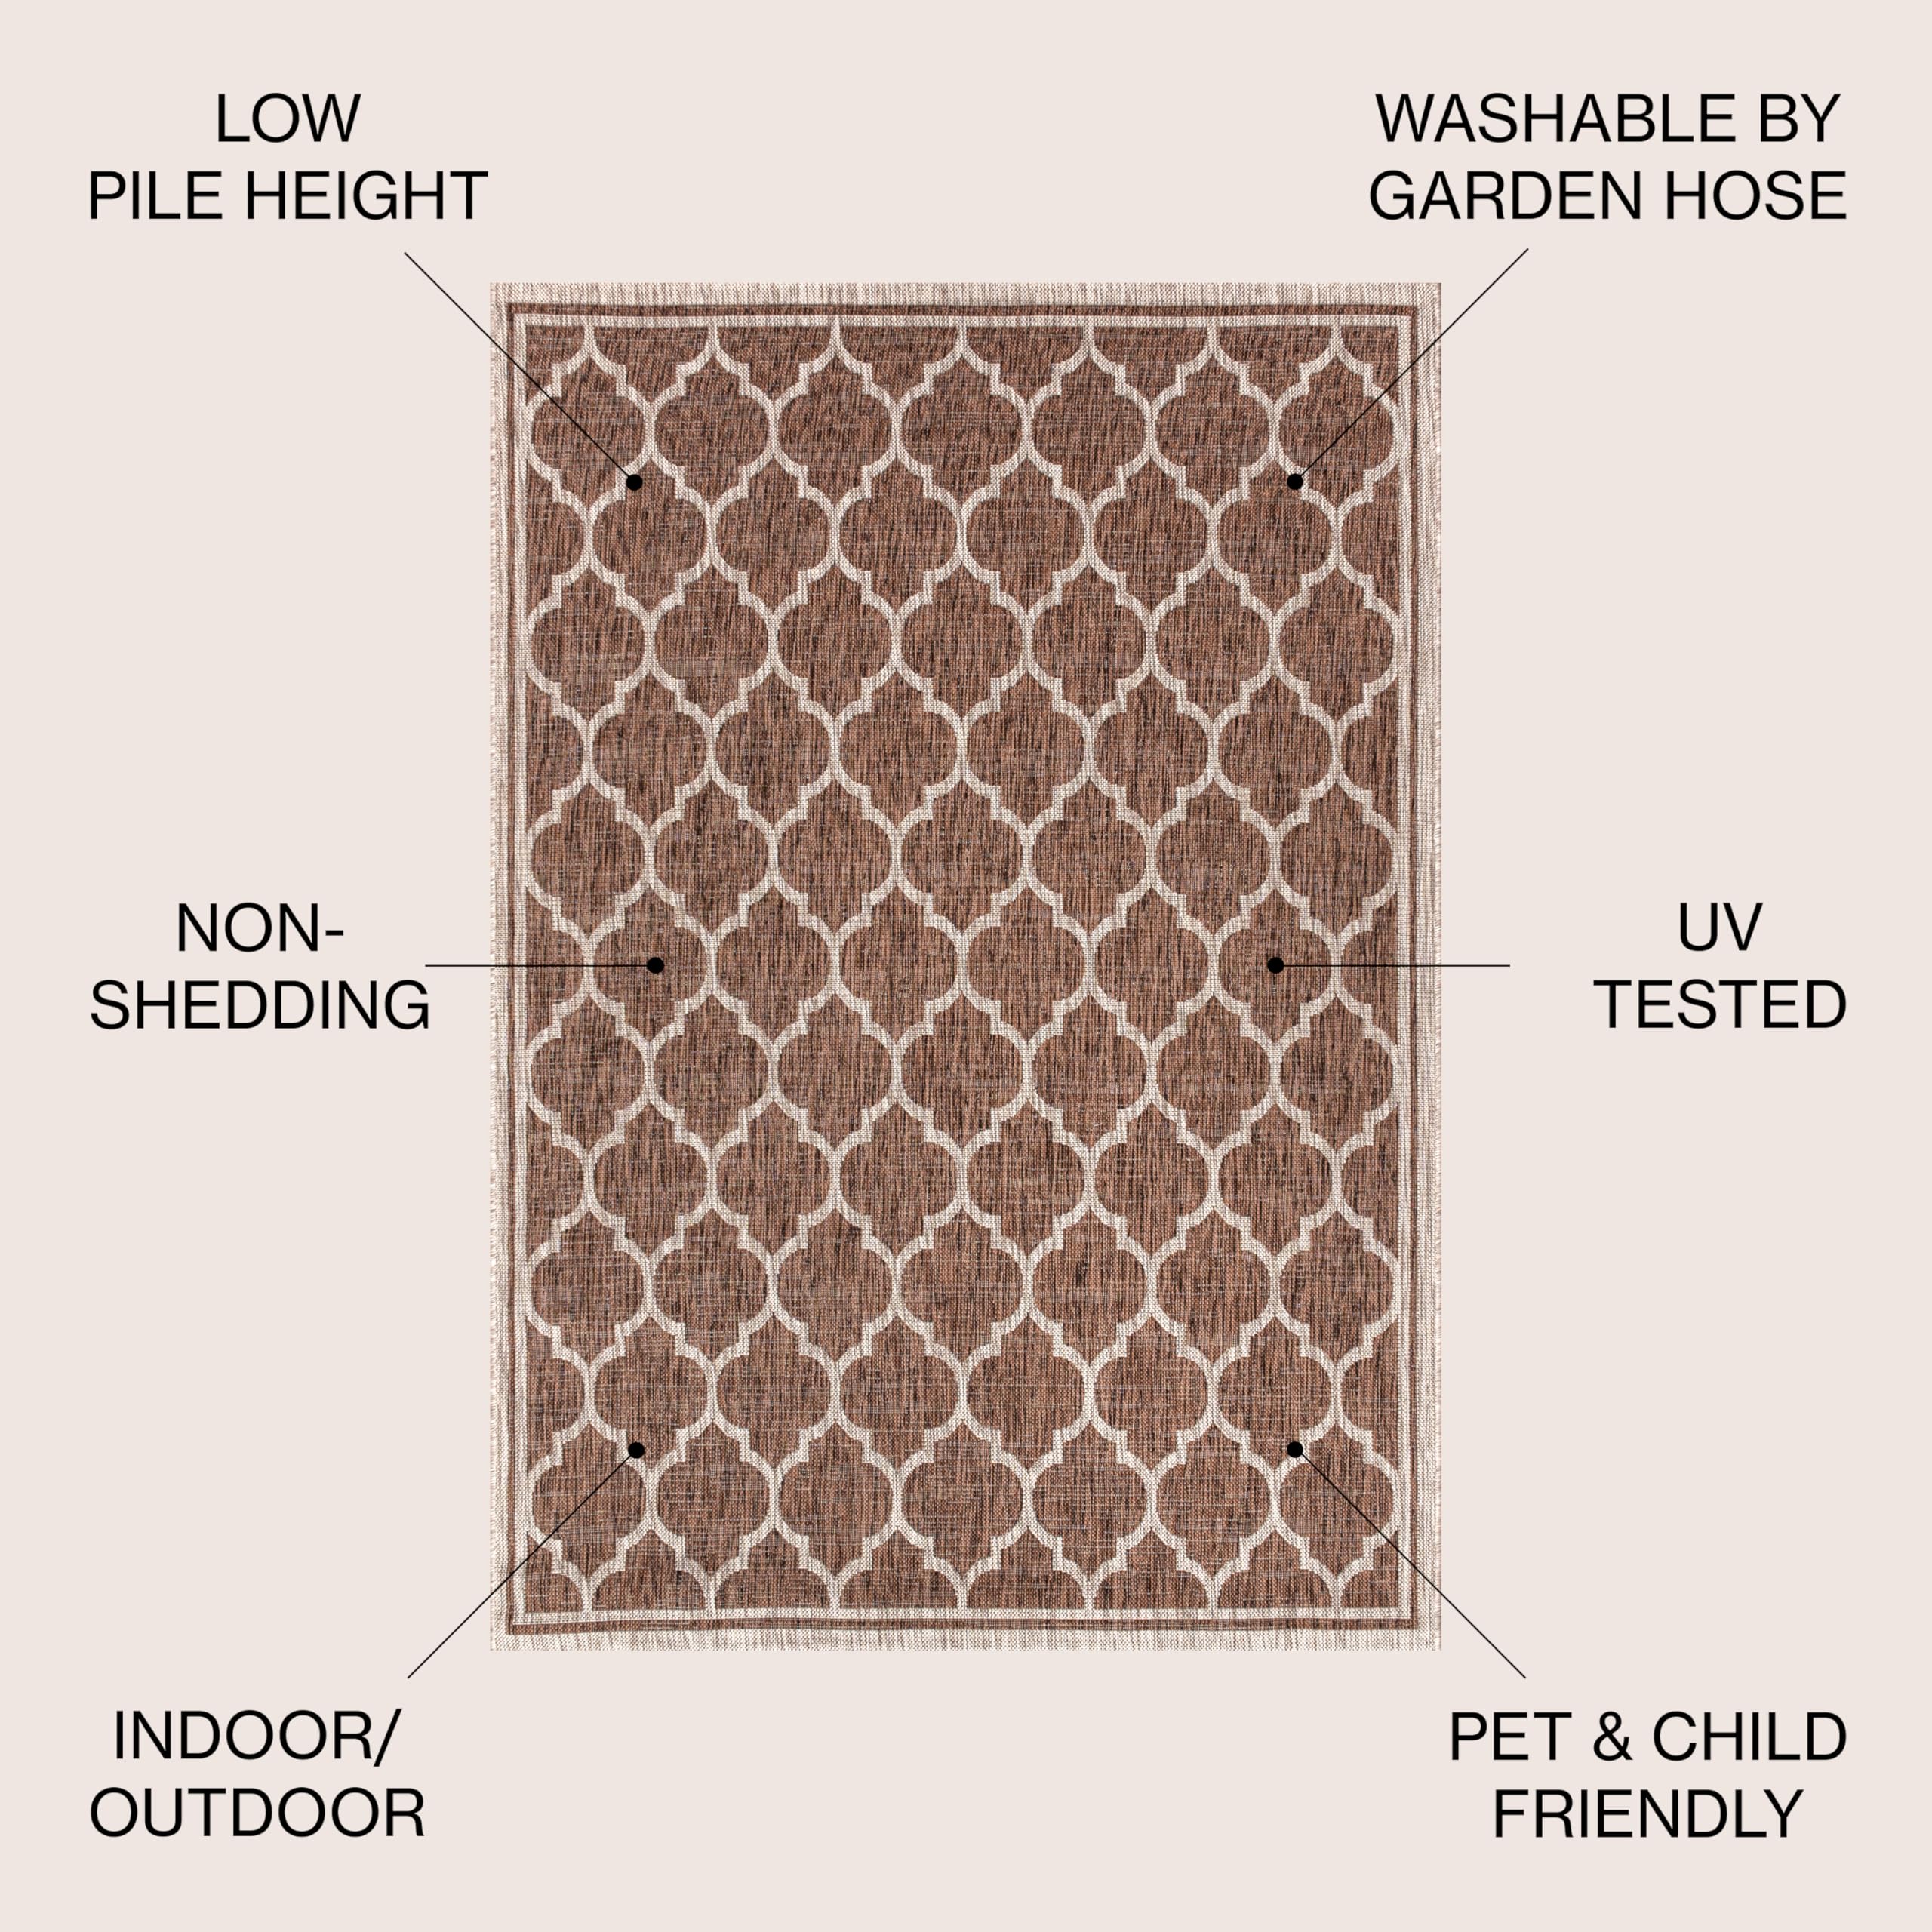 LOW
PILE HEIGHT
WASHABLE BY
GARDEN HOSE
NON-
SHEDDING
UV
TESTED
INDOOR/
OUTDOOR
PET & CHILD
FRIENDLY